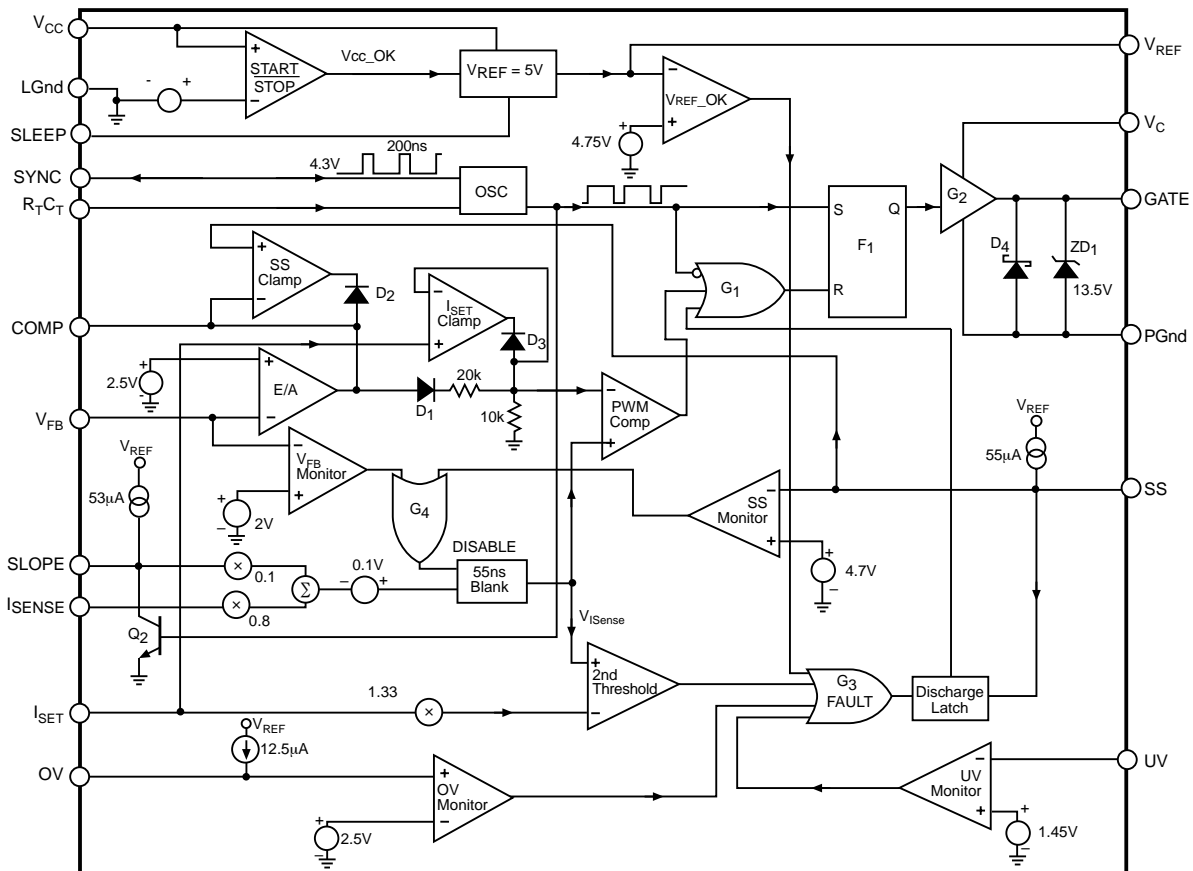 VCC
LGnd
SLEEP
SYNC
RTCT
COMP
VFB
SLOPE
ISENSE
ISET
OV
VREF
VC
GATE
PGnd
SS
UV
- +
+
START
STOP
−
Vcc_OK
VREF = 5V
−
VREF_OK
+
+
4.75V
4.3V
200ns
OSC
S
Q
F1
R
G2
D4
ZD1
13.5V
G1
+
SS
Clamp
−
D2
−
ISET
Clamp
+
D3
+
2.5V
-
+
E/A
−
D1
20k
10k
−
PWM
Comp
+
VREF
53µA
−
VFB
Monitor
+
+
2V
−
G4
DISABLE
55ns
Blank
×
0.1
×
0.8
Σ
− 0.1V +
Q2
VISense
−
SS
Monitor
+
+
4.7V
−
VREF
55µA
+
2nd
Threshold
−
1.33
×
G3
FAULT
Discharge
Latch
VREF
12.5µA
+
OV
Monitor
−
+
2.5V
−
−
UV
Monitor
+
+
1.45V
−